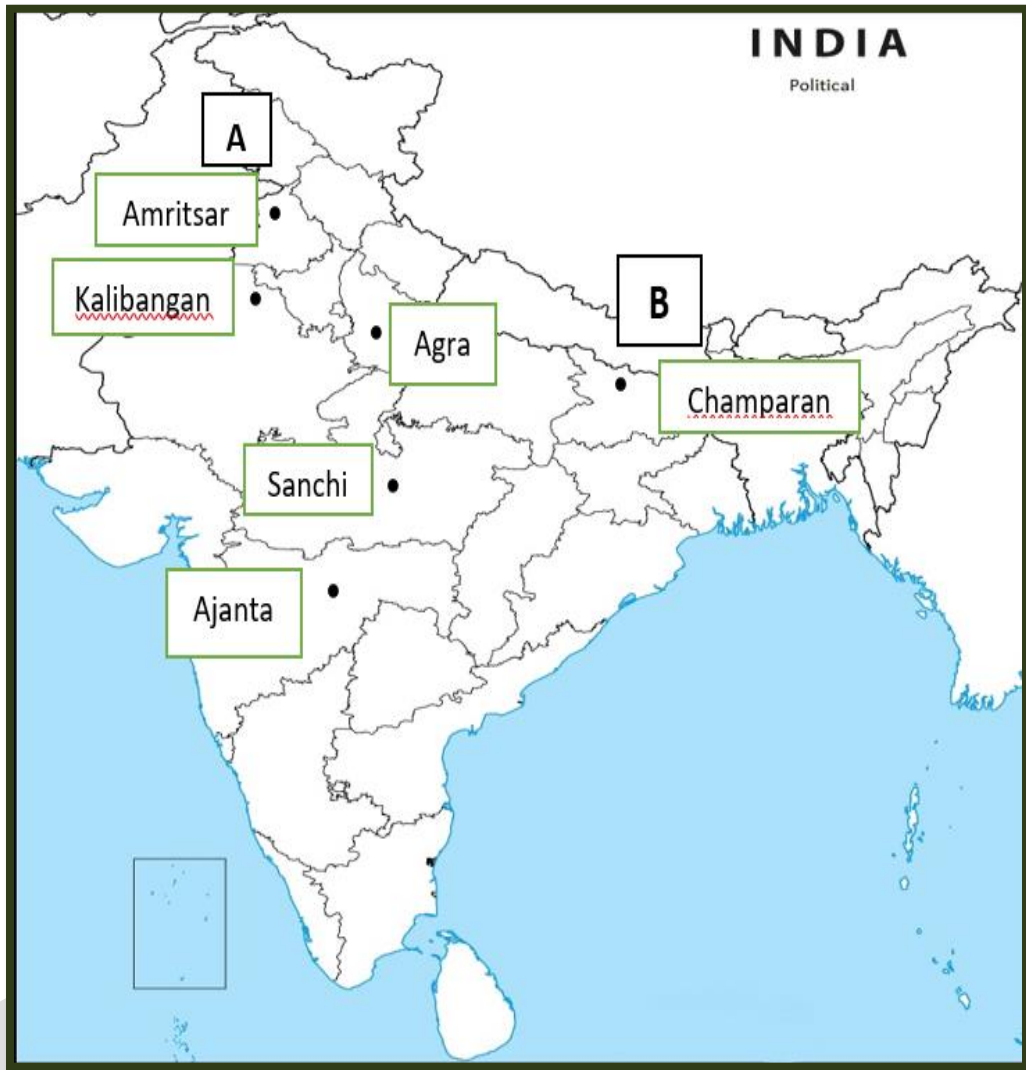 INDIA
Political
A
Amritsar
Kalibangan
B
Agra
Champaran
Sanchi
Ajanta